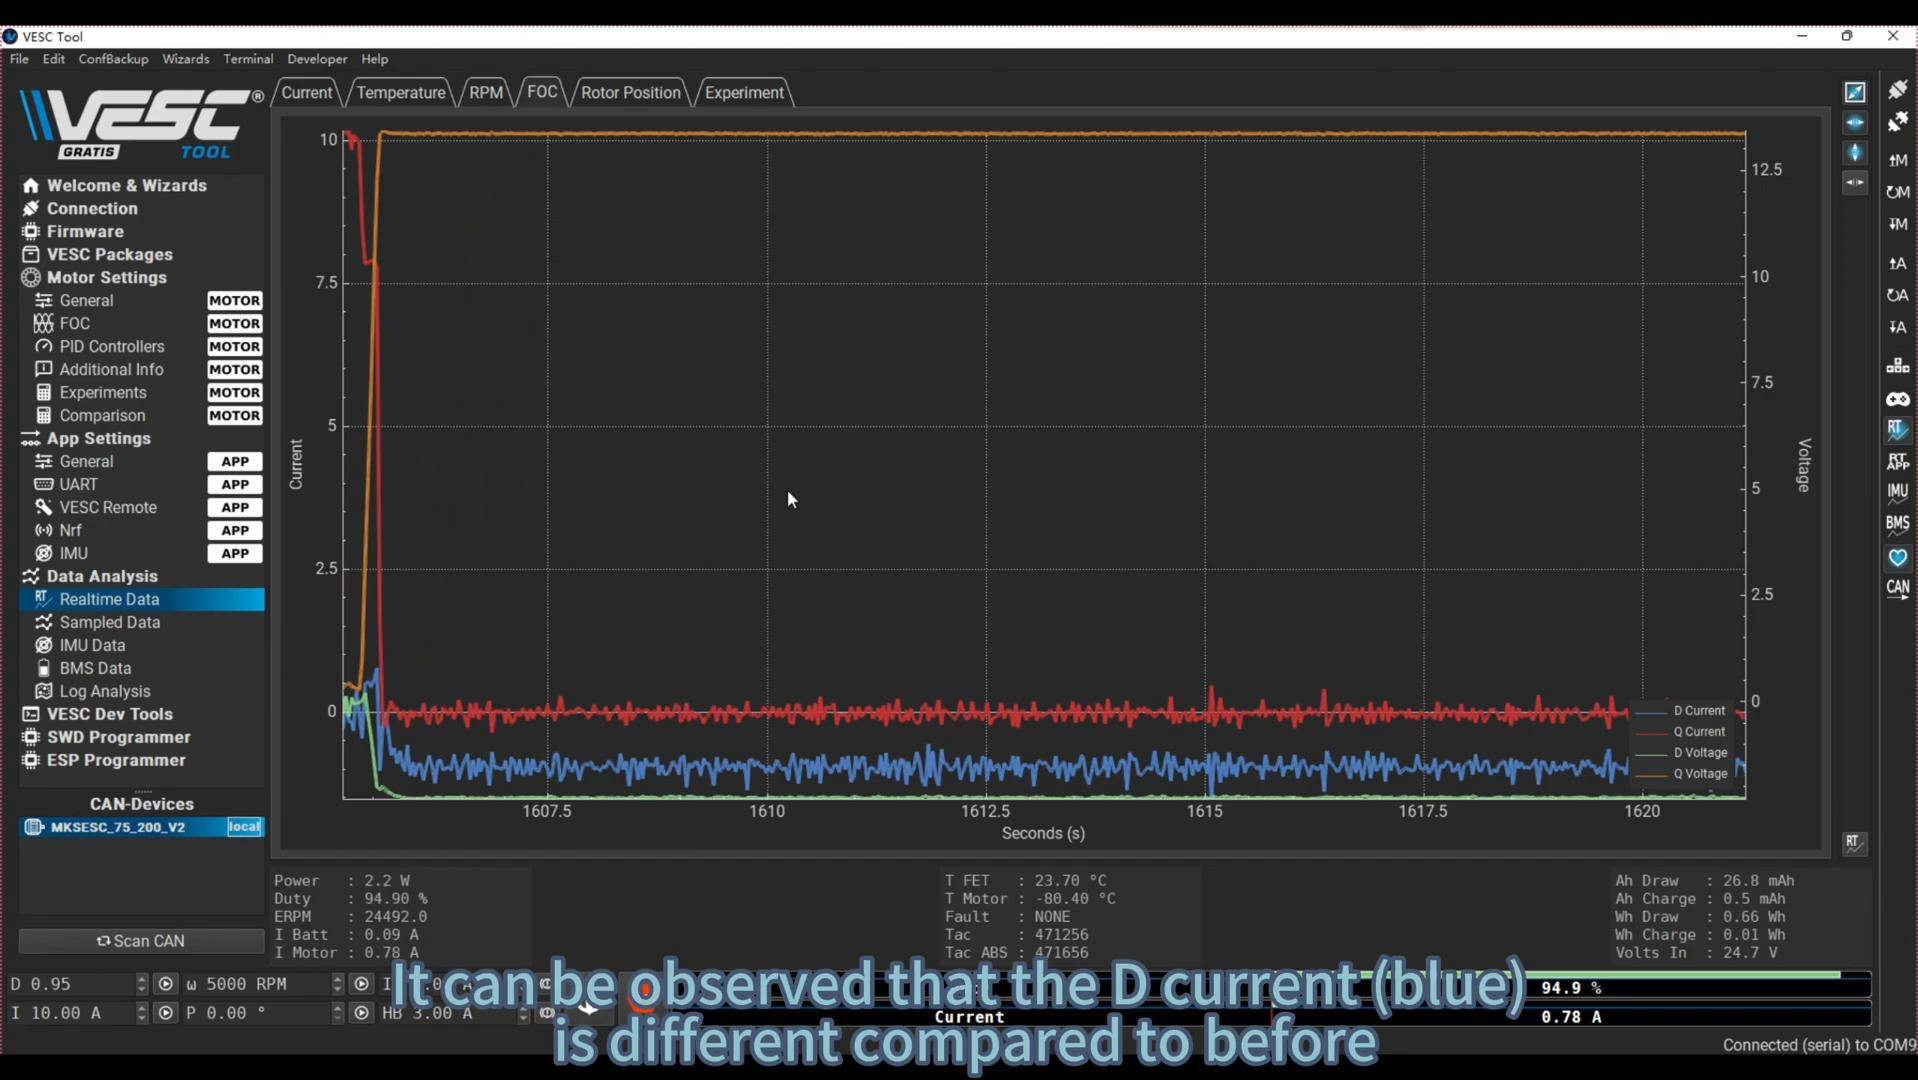 VESC Tool
File Edit ConfBackup Wizards Terminal Developer Help
VESC®
GRATIS TOOL
Welcome & Wizards
Connection
Firmware
VESC Packages
Motor Settings
General MOTOR
FOC MOTOR
PID Controllers MOTOR
Additional Info MOTOR
Experiments MOTOR
Comparison MOTOR
App Settings
General APP
UART APP
VESC Remote APP
Nrf APP
IMU APP
Data Analysis
RT Realtime Data
Sampled Data
IMU Data
BMS Data
Log Analysis
VESC Dev Tools
SWD Programmer
ESP Programmer
CAN-Devices
MKSESC_75_200_V2 local
Scan CAN
Current Temperature RPM FOC Rotor Position Experiment
10
7.5
5
2.5
0
Current
12.5
10
7.5
5
2.5
0
Voltage
D Current
Q Current
D Voltage
Q Voltage
1607.5 1610 1612.5 1615 1617.5 1620
Seconds (s)
M
M
M
A
A
A
RT
RT APP
IMU
BMS
CAN
RT
Power : 2.2 W
Duty : 94.90 %
ERPM : 24492.0
I Batt : 0.09 A
I Motor : 0.78 A
T FET : 23.70 °C
T Motor : -80.40 °C
Fault : NONE
Tac : 471256
Tac ABS : 471656
Ah Draw : 26.8 mAh
Ah Charge : 0.5 mAh
Wh Draw : 0.66 Wh
Wh Charge : 0.01 Wh
Volts In : 24.7 V
D 0.95 ω 5000 RPM
94.9 %
I 10.00 A P 0.00 ° HB 3.00 A
Current 0.78 A
It can be observed that the D current (blue)
is different compared to before
Connected (serial) to COM9